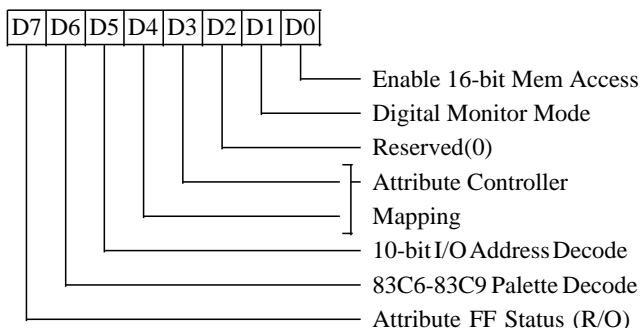 D7 D6 D5 D4 D3 D2 D1 D0
Enable 16-bit Mem Access
Digital Monitor Mode
Reserved(0)
Attribute Controller
Mapping
10-bit I/O Address Decode
83C6-83C9 Palette Decode
Attribute FF Status (R/O)